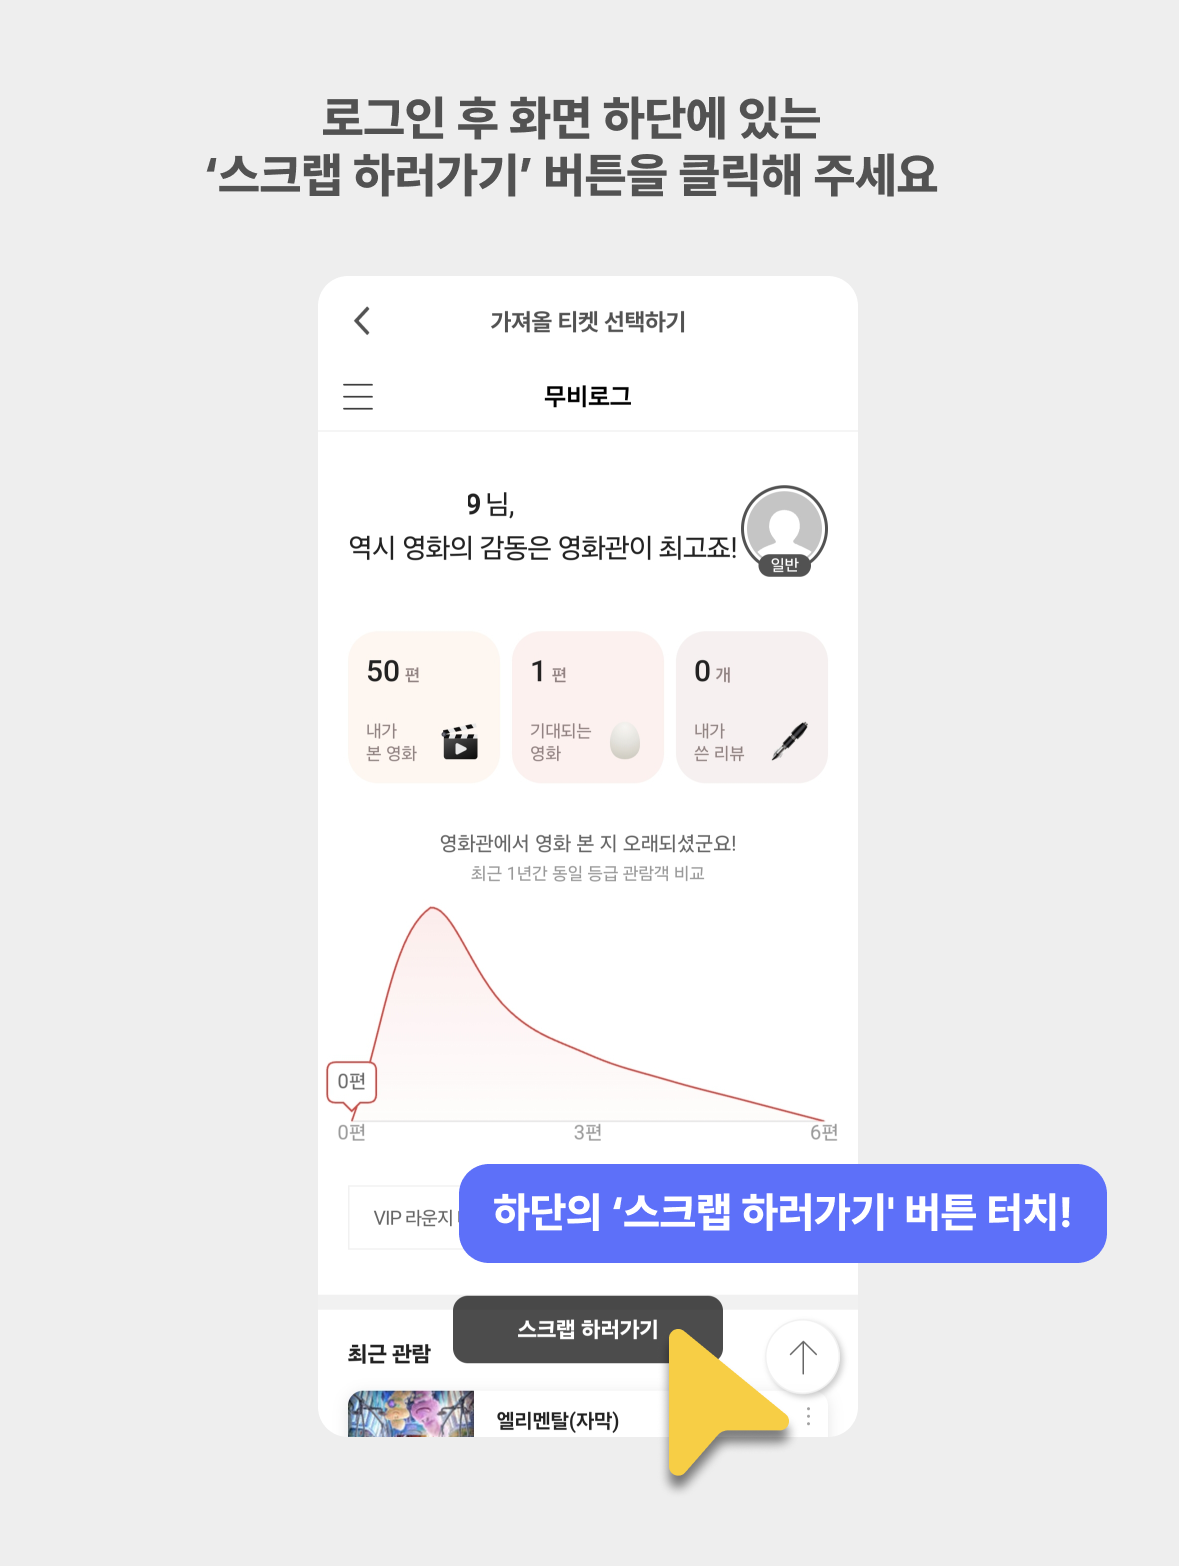 로그인 후 화면 하단에 있는
‘스크랩 하러가기’ 버튼을 클릭해 주세요
가져올 티켓 선택하기
무비로그
9 님,
역시 영화의 감동은 영화관이 최고죠!
일반
50 편
내가
본 영화
1 편
기대되는
영화
0 개
내가
쓴 리뷰
영화관에서 영화 본 지 오래되셨군요!
최근 1년간 동일 등급 관람객 비교
0편
0편
3편
6편
VIP 라운지
하단의 ‘스크랩 하러가기' 버튼 터치!
스크랩 하러가기
최근 관람
엘리멘탈(자막)